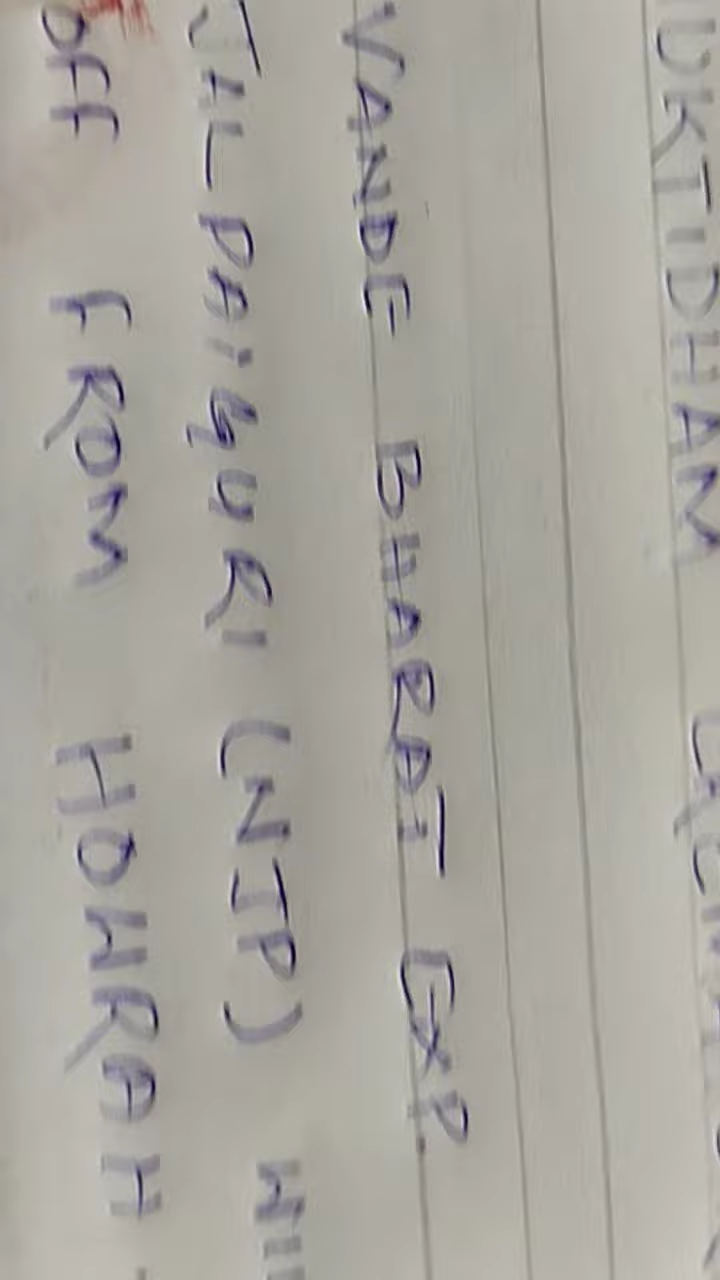 UKTIDHAM
VANDE BHARAT EXP.
JALPAIGURI (NJP)
OFF FROM HOWRAH